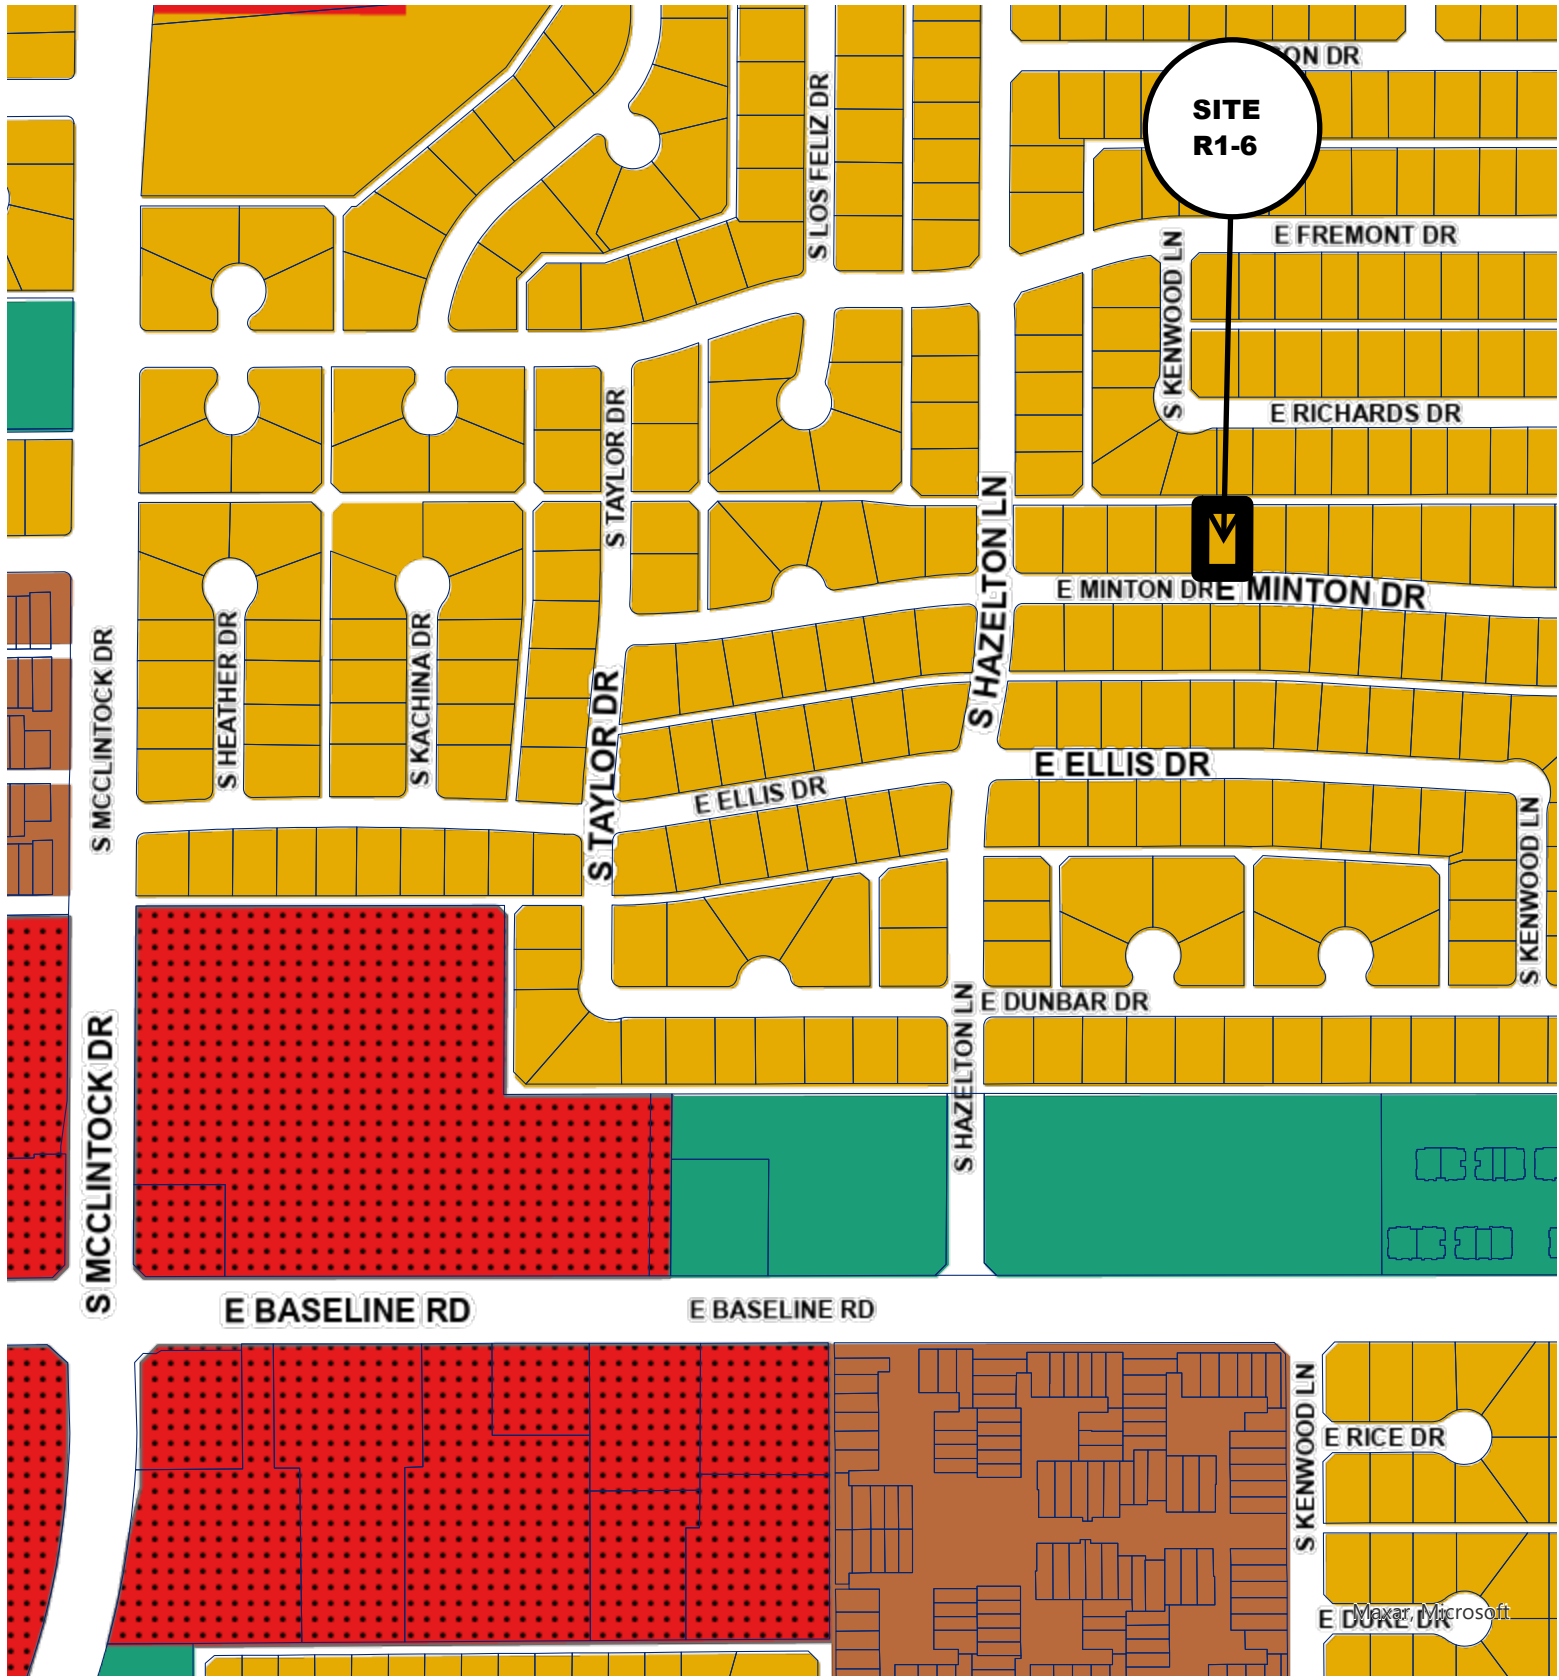 ON DR
SITE
R1-6
S LOS FELIZ DR
E FREMONT DR
S KENWOOD LN
E RICHARDS DR
S TAYLOR DR
S HAZELTON LN
E MINTON DR
E MINTON DR
S HEATHER DR
S KACHINA DR
S MCCLINTOCK DR
S TAYLOR DR
E ELLIS DR
E ELLIS DR
S KENWOOD LN
E DUNBAR DR
S HAZELTON LN
S MCCLINTOCK DR
E BASELINE RD
E BASELINE RD
S KENWOOD LN
E RICE DR
E DUKE DR
Maxar, Microsoft